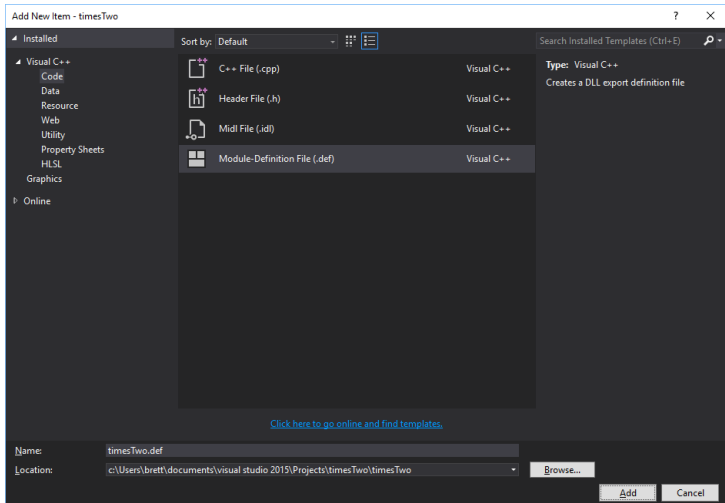 Add New Item - timesTwo
?
Installed
Sort by: Default
Search Installed Templates (Ctrl+E)
Visual C++
Code
Data
Resource
Web
Utility
Property Sheets
HLSL
Graphics
Online
C++ File (.cpp) Visual C++
Header File (.h) Visual C++
Midl File (.idl) Visual C++
Module-Definition File (.def) Visual C++
Type: Visual C++
Creates a DLL export definition file
Click here to go online and find templates.
Name: timesTwo.def
Location: c:\Users\brett\documents\visual studio 2015\Projects\timesTwo\timesTwo Browse...
Add Cancel